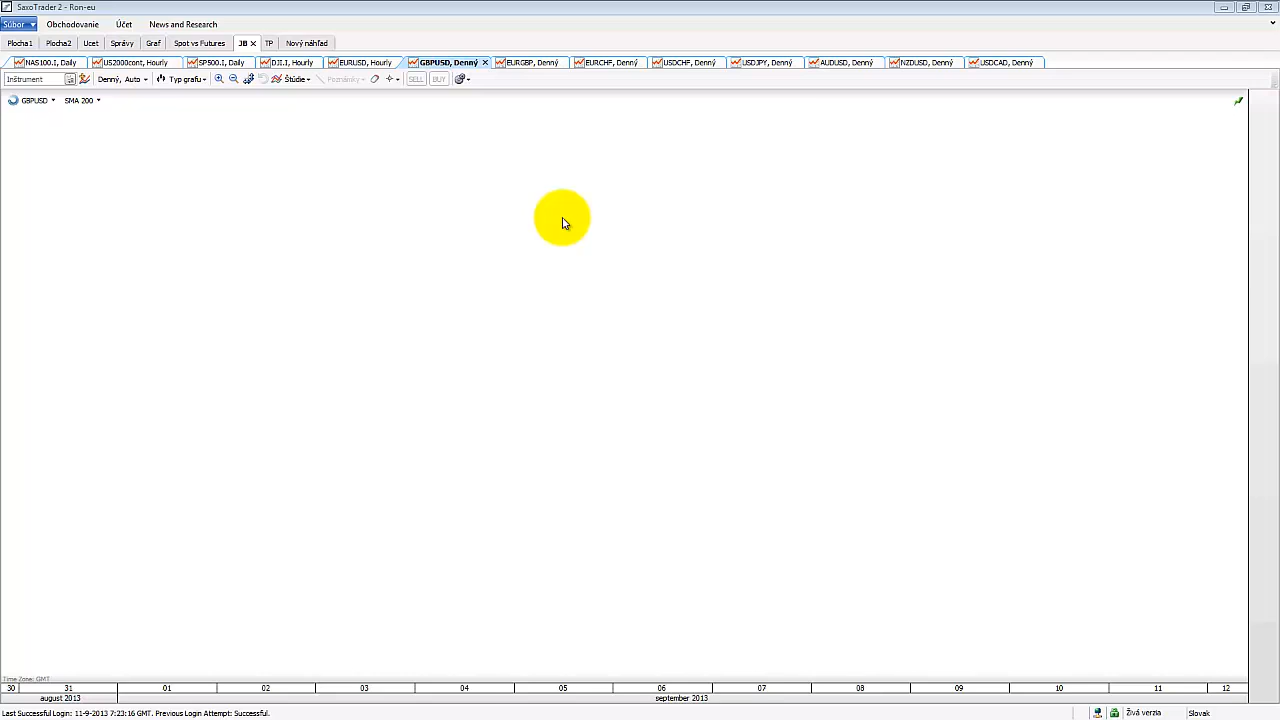 SaxoTrader 2 - Ron-eu
Súbor Obchodovanie Účet News and Research
Plocha1 Plocha2 Ucet Správy Graf Spot vs Futures JB TP Nový náhľad
NAS100.I, Daily US2000cont, Hourly SP500.I, Daily DJI.I, Hourly EURUSD, Hourly GBPUSD, Denný EURGBP, Denný EURCHF, Denný USDCHF, Denný USDJPY, Denný AUDUSD, Denný NZDUSD, Denný USDCAD, Denný
Inštrument Denný, Auto Typ grafu Štúdie Poznámky SELL BUY
GBPUSD SMA 200
Time Zone: GMT
30 31 01 02 03 04 05 06 07 08 09 10 11 12
august 2013 september 2013
Last Successful Login: 11-9-2013 7:23:16 GMT. Previous Login Attempt: Successful. Živá verzia Slovak